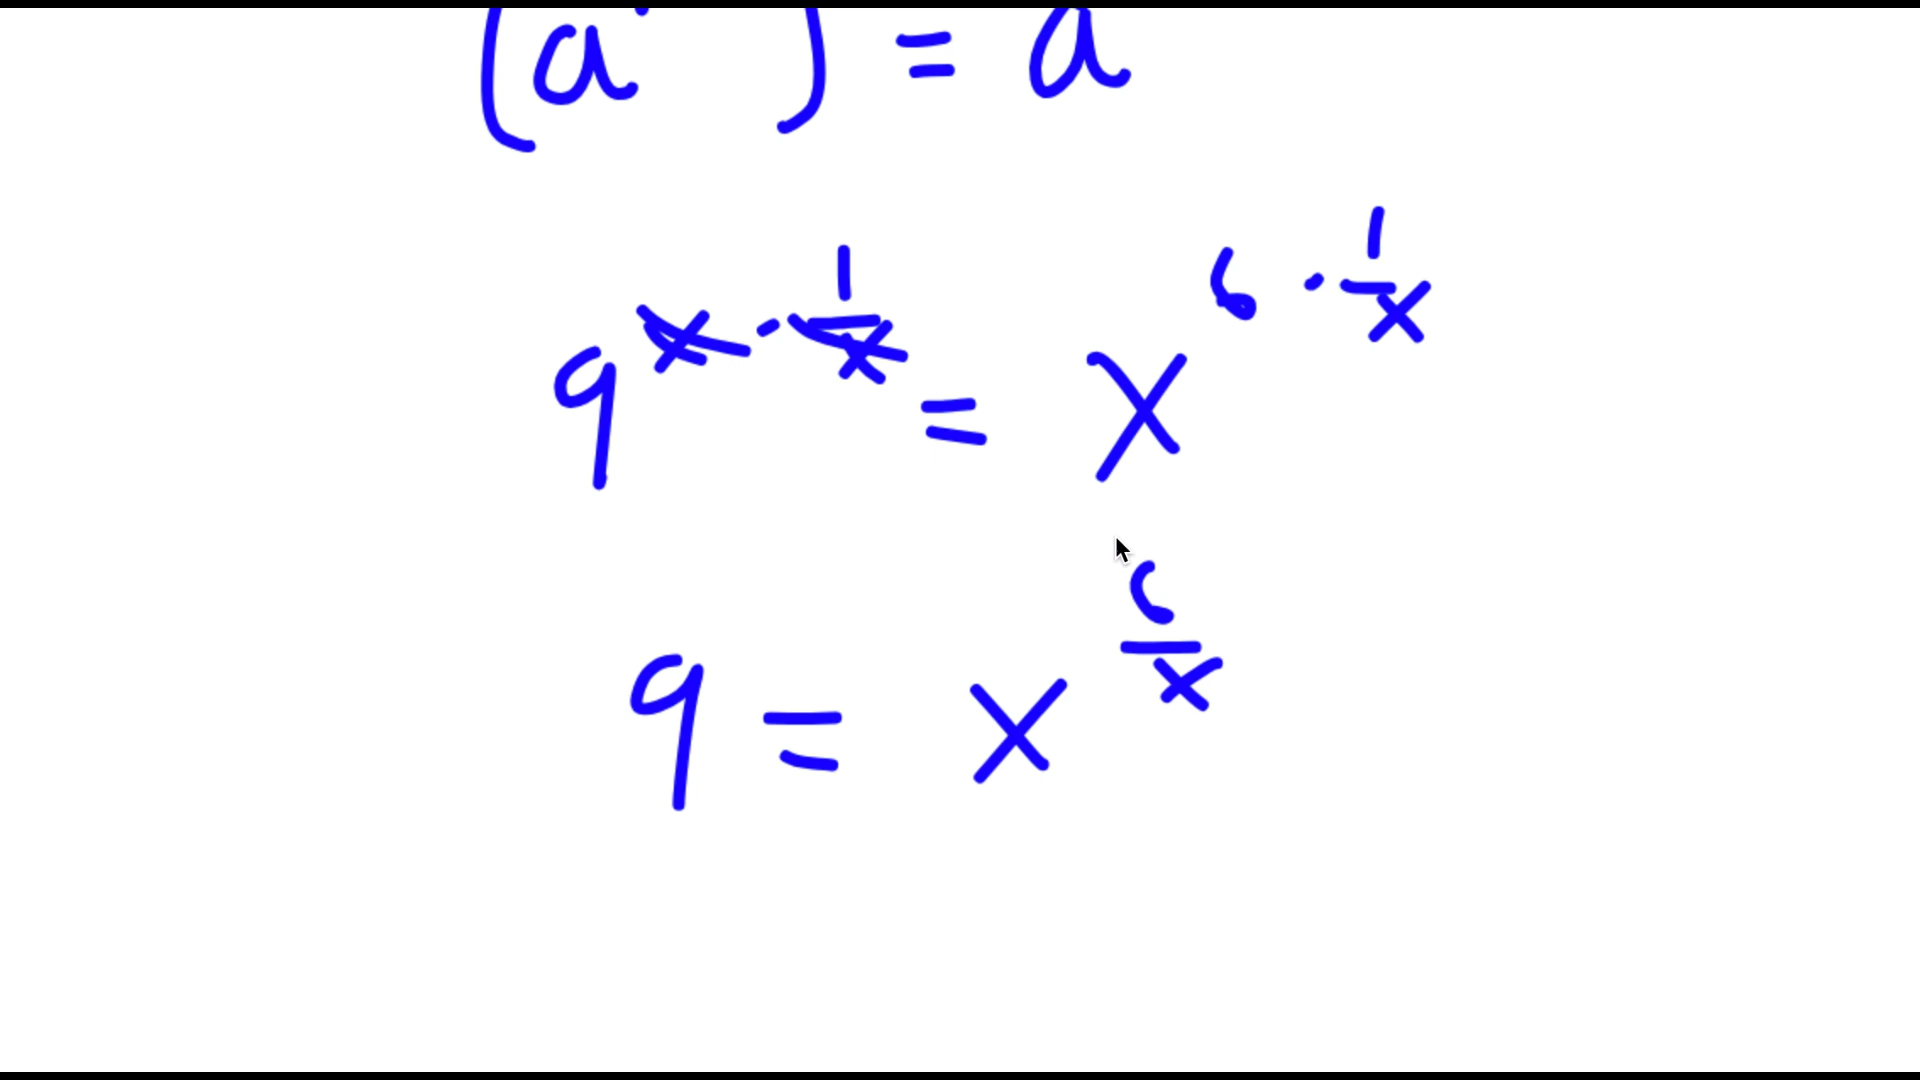 (a ) = a
9^{x · 1/x} = x^{6 · 1/x}
9 = x^{6/x}